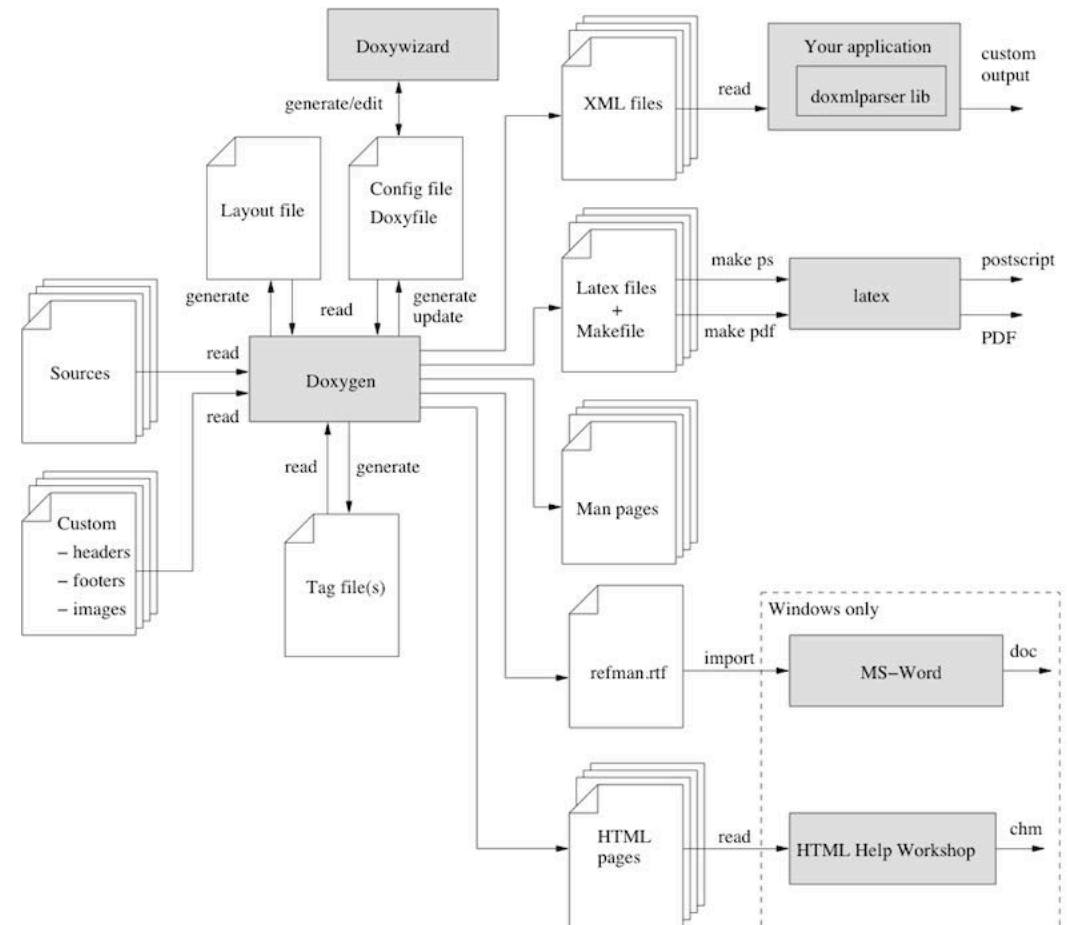 Doxywizard
generate/edit
Layout file
Config file
Doxyfile
generate
read
generate
update
Sources
read
Doxygen
read
Custom
– headers
– footers
– images
read
generate
Tag file(s)
XML files
read
Your application
doxmlparser lib
custom
output
Latex files
+
Makefile
make ps
make pdf
latex
postscript
PDF
Man pages
refman.rtf
import
Windows only
MS–Word
doc
HTML
pages
read
HTML Help Workshop
chm